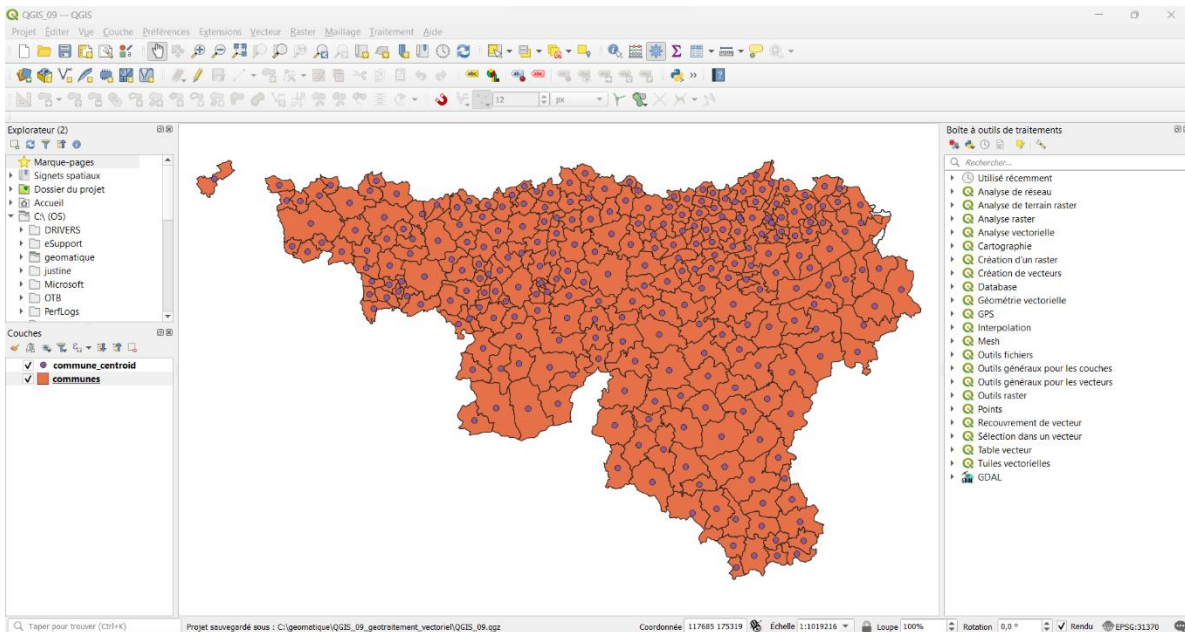 QGIS_09 — QGIS
Projet Éditer Vue Couche Préférences Extensions Vecteur Raster Maillage Traitement Aide
12 px
Explorateur (2)
Marque-pages
Signets spatiaux
Dossier du projet
Accueil
C:\ (OS)
DRIVERS
eSupport
geomatique
justine
Microsoft
OTB
PerfLogs
Couches
commune_centroid
communes
Boîte à outils de traitements
Rechercher...
Utilisé récemment
Analyse de réseau
Analyse de terrain raster
Analyse raster
Analyse vectorielle
Cartographie
Création d'un raster
Création de vecteurs
Database
Géométrie vectorielle
GPS
Interpolation
Mesh
Outils fichiers
Outils généraux pour les couches
Outils généraux pour les vecteurs
Outils raster
Points
Recouvrement de vecteur
Sélection dans un vecteur
Table vecteur
Tuiles vectorielles
GDAL
Taper pour trouver (Ctrl+K) Projet sauvegardé sous : C:\geomatique\QGIS_09_geotraitement_vectoriel\QGIS_09.qgz Coordonnée 117685 175319 Échelle 1:1019216 Loupe 100% Rotation 0,0 ° Rendu EPSG:31370